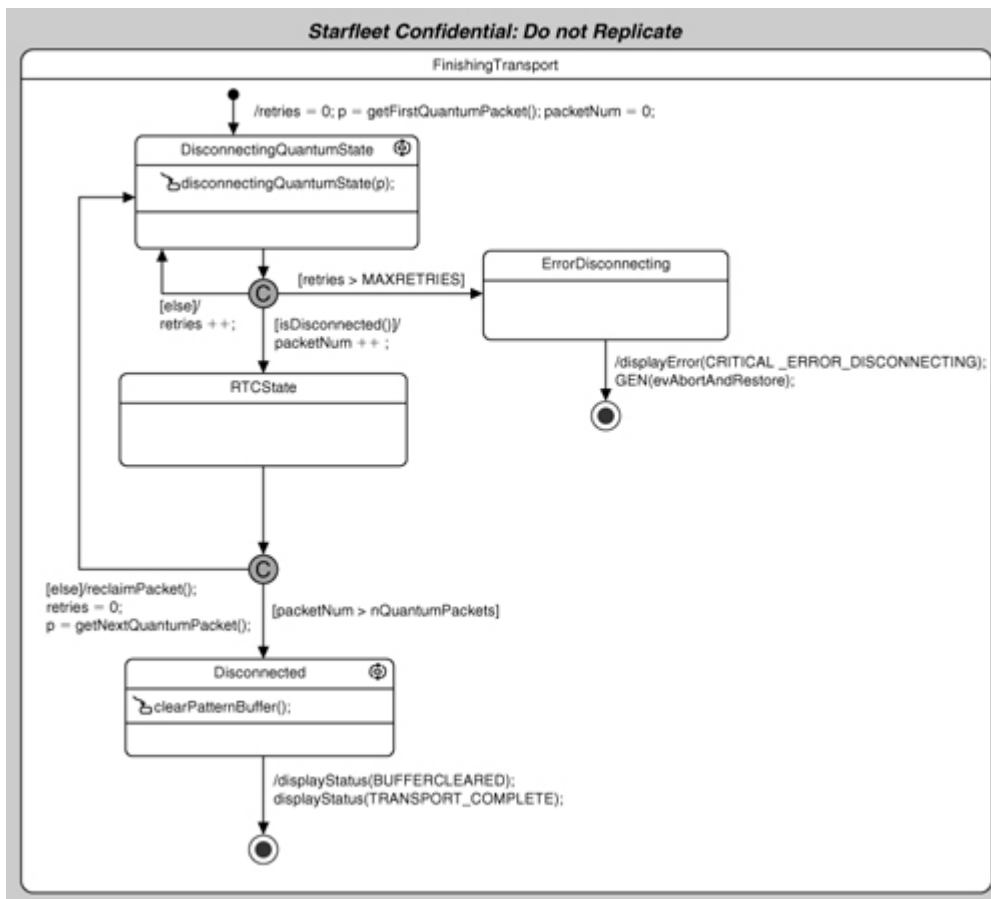 Starfleet Confidential: Do not Replicate
FinishingTransport
/retries = 0; p = getFirstQuantumPacket(); packetNum = 0;
DisconnectingQuantumState
disconnectingQuantumState(p);
ErrorDisconnecting
[retries > MAXRETRIES]
C
[else]/
retries ++;
[isDisconnected()]/
packetNum ++ ;
/displayError(CRITICAL _ERROR_DISCONNECTING);
GEN(evAbortAndRestore);
RTCState
C
[else]/reclaimPacket();
retries = 0;
p = getNextQuantumPacket();
[packetNum > nQuantumPackets]
Disconnected
clearPatternBuffer();
/displayStatus(BUFFERCLEARED);
displayStatus(TRANSPORT_COMPLETE);